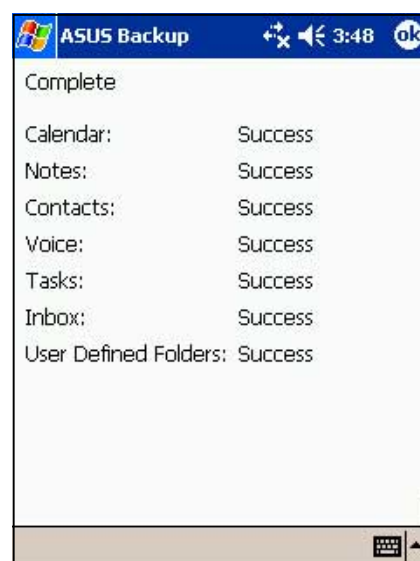 ASUS Backup 3:48 ok
Complete
Calendar: Success
Notes: Success
Contacts: Success
Voice: Success
Tasks: Success
Inbox: Success
User Defined Folders: Success